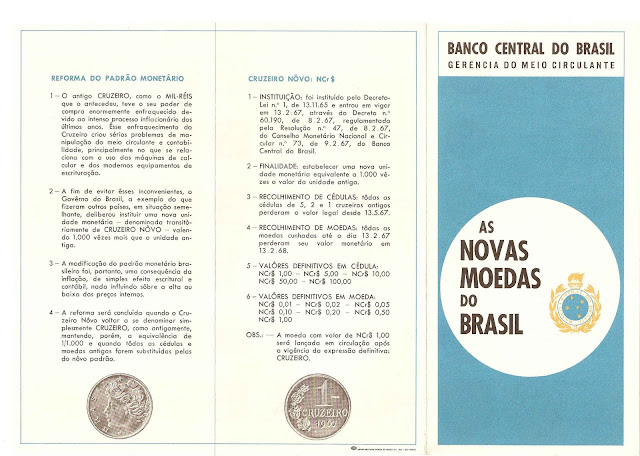 REFORMA DO PADRÃO MONETÁRIO
1 — O antigo CRUZEIRO, como o MIL-RÉIS
que o antecedeu, teve o seu poder de
compra enormemente enfraquecido de-
vido ao intenso processo inflacionário dos
últimos anos. Êsse enfraquecimento do
Cruzeiro criou sérios problemas de ma-
nipulação do meio circulante e contabi-
lidade, principalmente no que se rela-
ciona com o uso das máquinas de cal-
cular e dos modernos equipamentos de
escrituração.
2 — A fim de evitar êsses inconvenientes, o
Govêrno do Brasil, a exemplo do que
fizeram outros países, em situação seme-
lhante, deliberou instituir uma nova uni-
dade monetária — denominada transitò-
riamente de CRUZEIRO NÔVO — valen-
do 1.000 vêzes mais que a unidade an-
tiga.
3 — A modificação do padrão monetário bra-
sileiro foi, portanto, uma conseqüência da
inflação, de simples efeito escritural e
contábil, nada influindo sôbre a alta ou
baixa dos preços internos.
4 — A reforma será concluída quando o Cru-
zeiro Nôvo voltar a se denominar sim-
plesmente CRUZEIRO, como antigamente,
mantendo, porém, a equivalência de
1/1.000 e quando tôdas as cédulas e
moedas antigas forem substituídas pelas
do nôvo padrão.
CRUZEIRO NÔVO: NCr$
1 — INSTITUIÇÃO: foi instituído pelo Decreto-
Lei n.º 1, de 13.11.65 e entrou em vigor
em 13.2.67, através do Decreto n.º
60.190, de 8.2.67, regulamentado
pela Resolução n.º 47, de 8.2.67,
do Conselho Monetário Nacional e Cir-
cular n.º 73, de 9.2.67, do Banco
Central do Brasil.
2 — FINALIDADE: estabelecer uma nova uni-
dade monetária equivalente a 1.000 vê-
zes o valor da unidade antiga.
3 — RECOLHIMENTO DE CÉDULAS: tôdas as
cédulas de 5, 2 e 1 cruzeiros antigos
perderam o valor legal desde 13.5.67.
4 — RECOLHIMENTO DE MOEDAS: tôdas as
moedas cunhadas até o dia 13.2.67
perderam seu valor monetário em
13.2.68.
5 — VALÔRES DEFINITIVOS EM CÉDULA:
NCr$ 1,00 — NCr$ 5,00 — NCr$ 10,00
NCr$ 50,00 — NCr$ 100,00
6 — VALÔRES DEFINITIVOS EM MOEDA:
NCr$ 0,01 — NCr$ 0,02 — NCr$ 0,05
NCr$ 0,10 — NCr$ 0,20 — NCr$ 0,50
NCr$ 1,00
OBS.: — A moeda com valor de NCr$ 1,00
será lançada em circulação após
a vigência da expressão definitiva:
CRUZEIRO.
1
CRUZEIRO
BANCO CENTRAL DO BRASIL
GERÊNCIA DO MEIO CIRCULANTE
AS
NOVAS
MOEDAS
DO
BRASIL